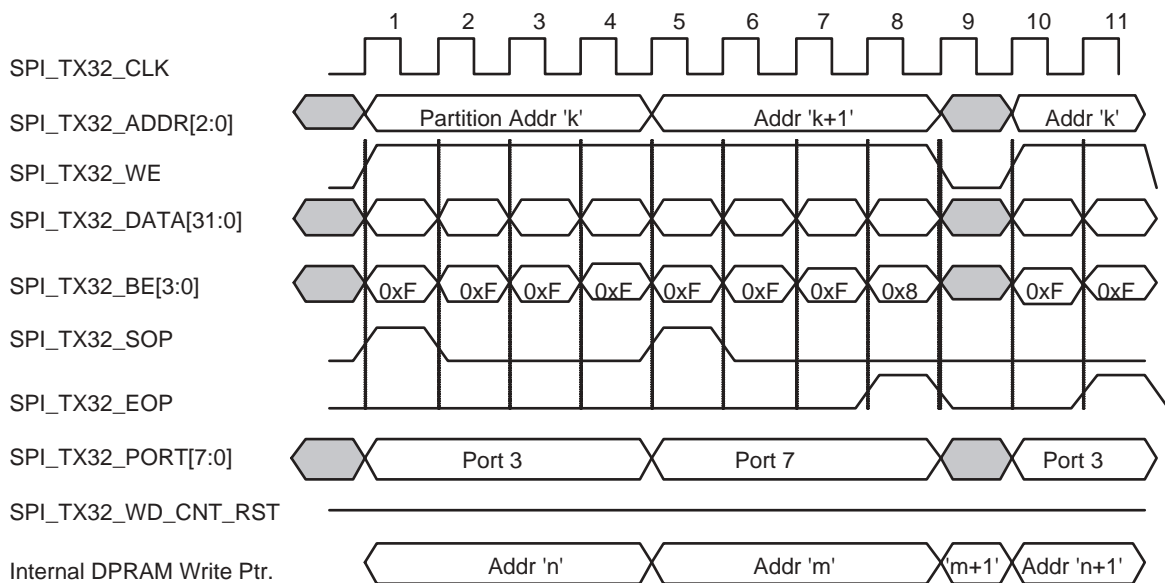 1 2 3 4 5 6 7 8 9 10 11
SPI_TX32_CLK
SPI_TX32_ADDR[2:0] Partition Addr 'k' Addr 'k+1' Addr 'k'
SPI_TX32_WE
SPI_TX32_DATA[31:0]
SPI_TX32_BE[3:0] 0xF 0xF 0xF 0xF 0xF 0xF 0xF 0x8 0xF 0xF
SPI_TX32_SOP
SPI_TX32_EOP
SPI_TX32_PORT[7:0] Port 3 Port 7 Port 3
SPI_TX32_WD_CNT_RST
Internal DPRAM Write Ptr. Addr 'n' Addr 'm' 'm+1' Addr 'n+1'